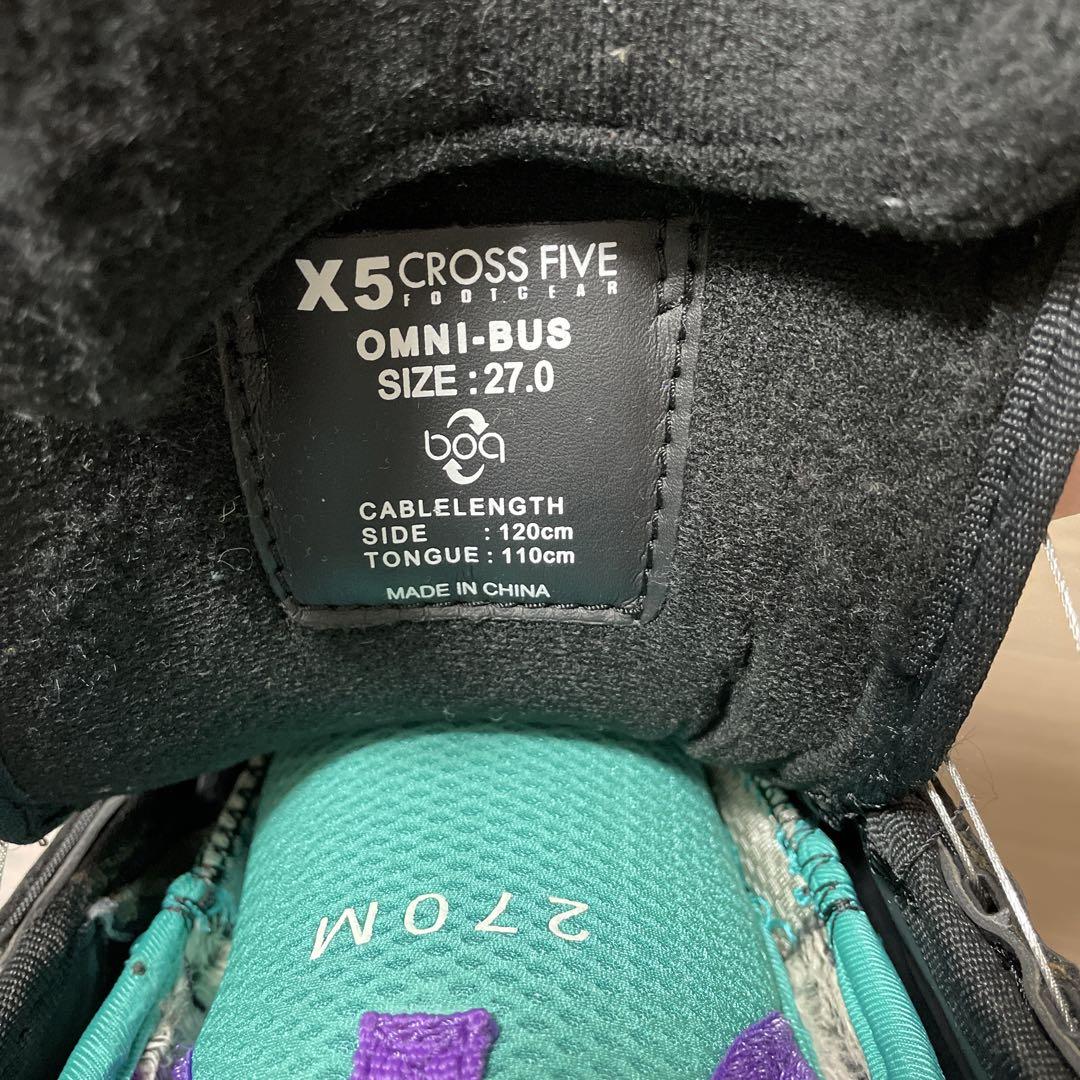 X5 CROSS FIVE
FOOTGEAR
OMNI-BUS
SIZE : 27.0
boa
CABLELENGTH
SIDE : 120cm
TONGUE : 110cm
MADE IN CHINA
270M